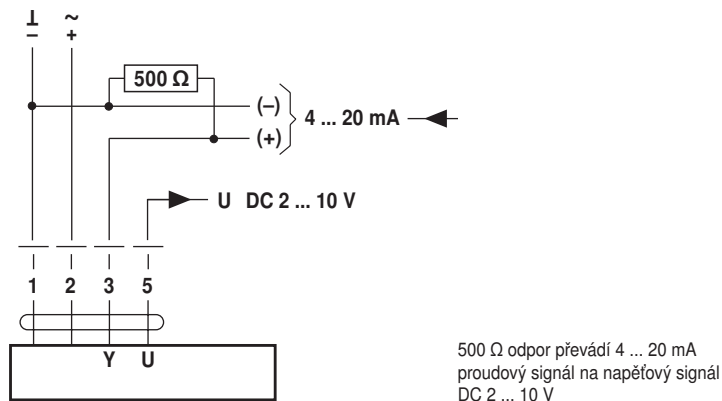 ⊥ ~
– +
500 Ω
(–)
4 ... 20 mA
(+)
U DC 2 ... 10 V
1 2 3 5
Y U
500 Ω odpor převádí 4 ... 20 mA
proudový signál na napěťový signál
DC 2 ... 10 V